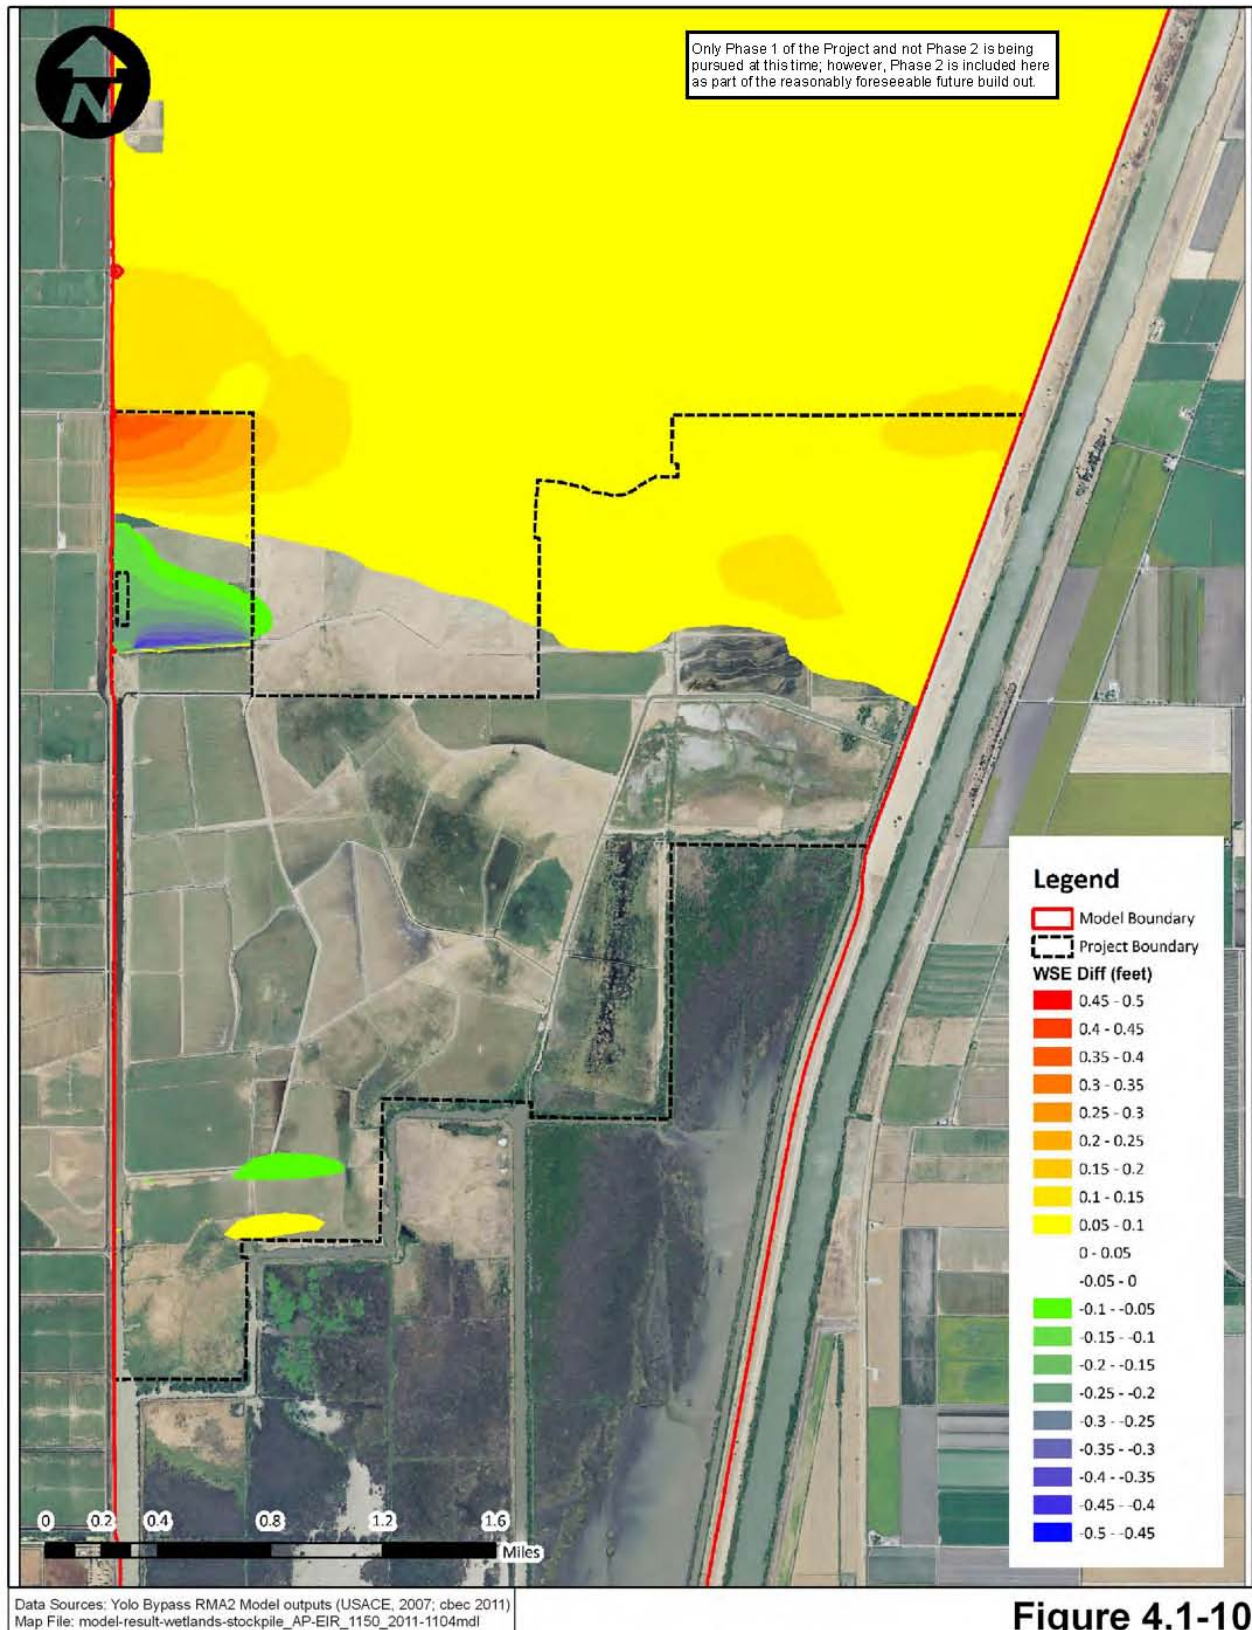 Only Phase 1 of the Project and not Phase 2 is being
pursued at this time; however, Phase 2 is included here
as part of the reasonably foreseeable future build out.
N
Legend
Model Boundary
Project Boundary
WSE Diff (feet)
0.45 - 0.5
0.4 - 0.45
0.35 - 0.4
0.3 - 0.35
0.25 - 0.3
0.2 - 0.25
0.15 - 0.2
0.1 - 0.15
0.05 - 0.1
0 - 0.05
-0.05 - 0
-0.1 - -0.05
-0.15 - -0.1
-0.2 - -0.15
-0.25 - -0.2
-0.3 - -0.25
-0.35 - -0.3
-0.4 - -0.35
-0.45 - -0.4
-0.5 - -0.45
0 0.2 0.4 0.8 1.2 1.6
Miles
Data Sources: Yolo Bypass RMA2 Model outputs (USACE, 2007; cbec 2011)
Map File: model-result-wetlands-stockpile_AP-EIR_1150_2011-1104mdl
Figure 4.1-10